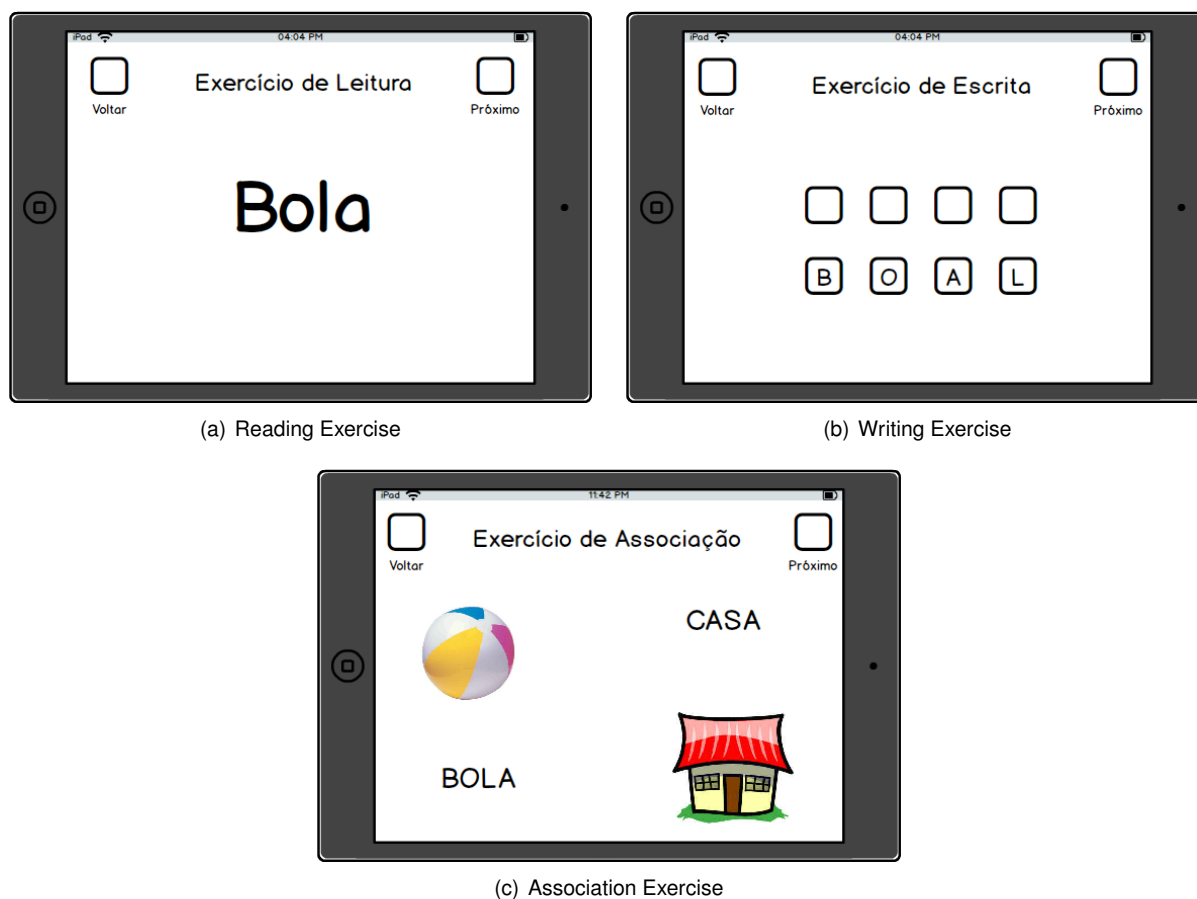 iPad 04:04 PM
Exercício de Leitura
Voltar Próximo
Bola
(a) Reading Exercise
iPad 04:04 PM
Exercício de Escrita
Voltar Próximo
B O A L
(b) Writing Exercise
iPad 11:42 PM
Exercício de Associação
Voltar Próximo
CASA
BOLA
(c) Association Exercise